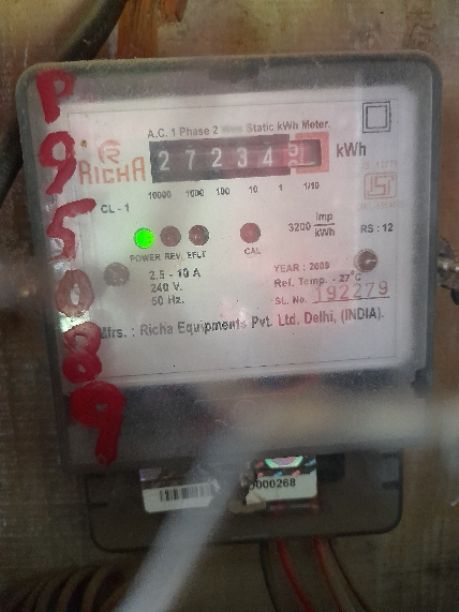 P
9
5
0
8
9
A.C. 1 Phase 2 Wire Static kWh Meter.
RICHA
2 7 2 3 4 5 kWh
10000 1000 100 10 1 1/10
CL - 1
3200 imp/kWh
RS : 12
POWER REV. EFLT CAL
2.5 - 10 A
240 V.
50 Hz.
YEAR : 2009
Ref. Temp. - 27°C
SL. No. 192279
Mfrs. : Richa Equipments Pvt. Ltd. Delhi, (INDIA).
0000268